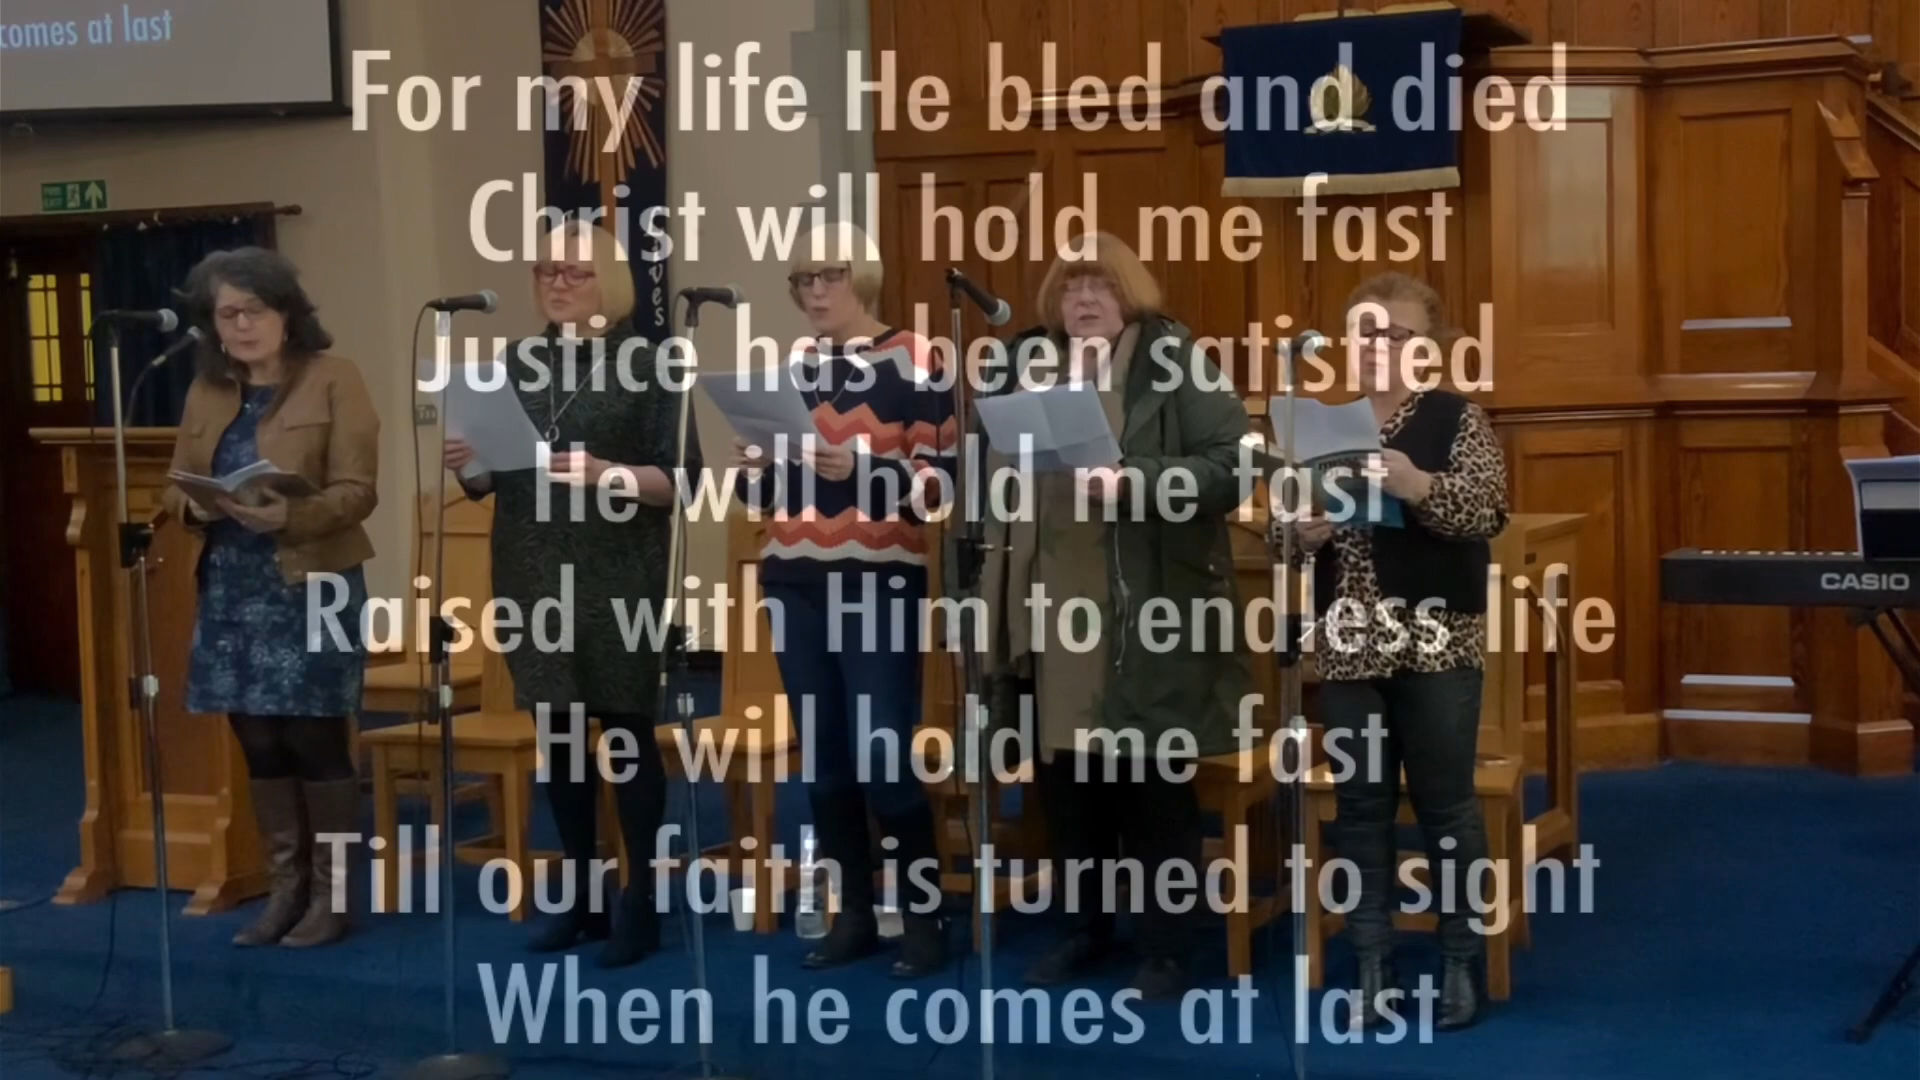 comes at last
For my life He bled and died
Christ will hold me fast
Justice has been satisfied
He will hold me fast
Raised with Him to endless life
He will hold me fast
Till our faith is turned to sight
When he comes at last
CASIO